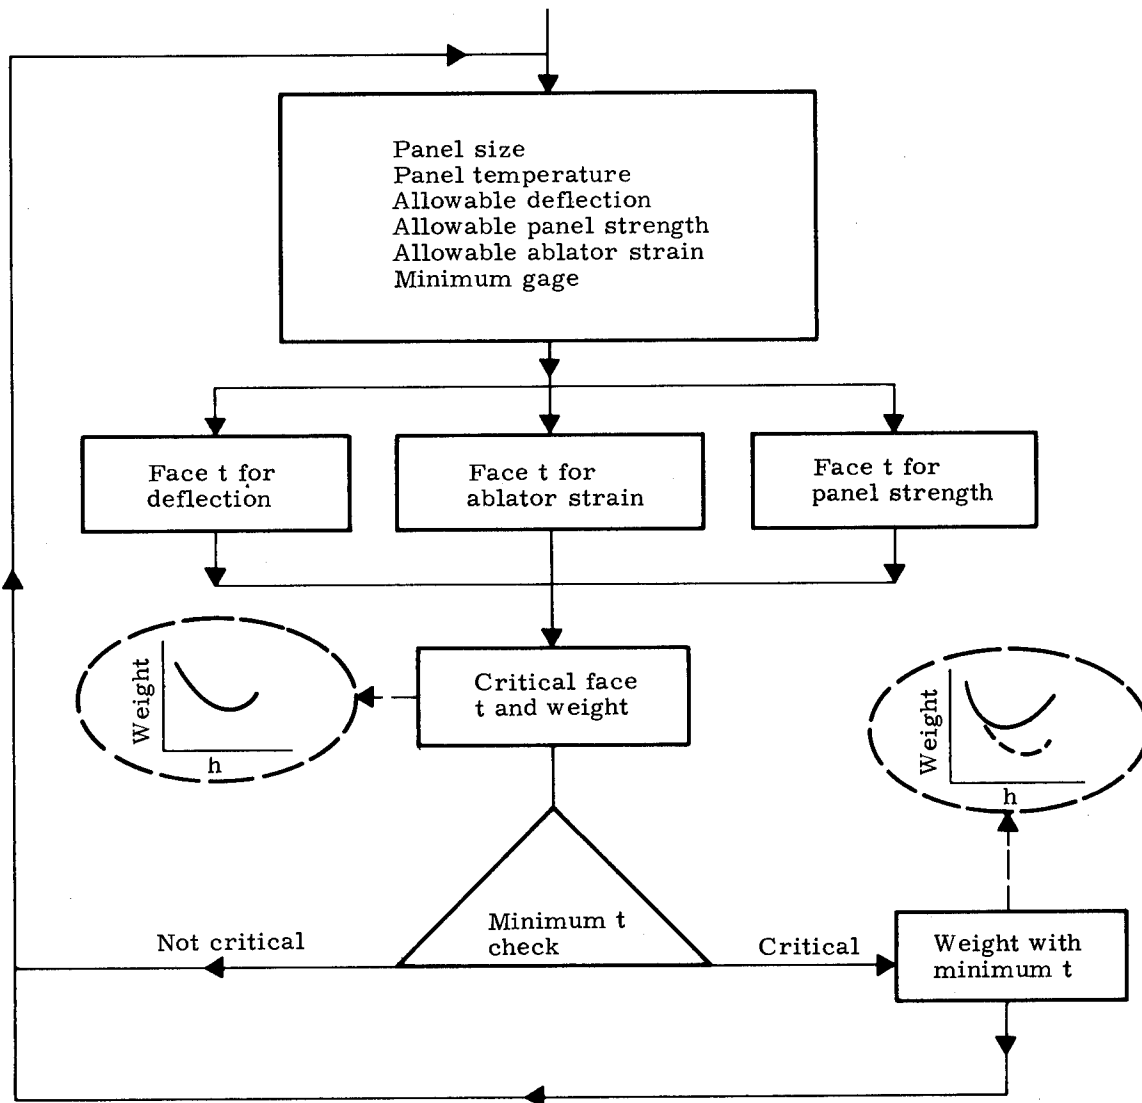 Panel size
Panel temperature
Allowable deflection
Allowable panel strength
Allowable ablator strain
Minimum gage
Face t for
deflection
Face t for
ablator strain
Face t for
panel strength
Weight
h
Critical face
t and weight
Weight
h
Minimum t
check
Not critical
Critical
Weight with
minimum t